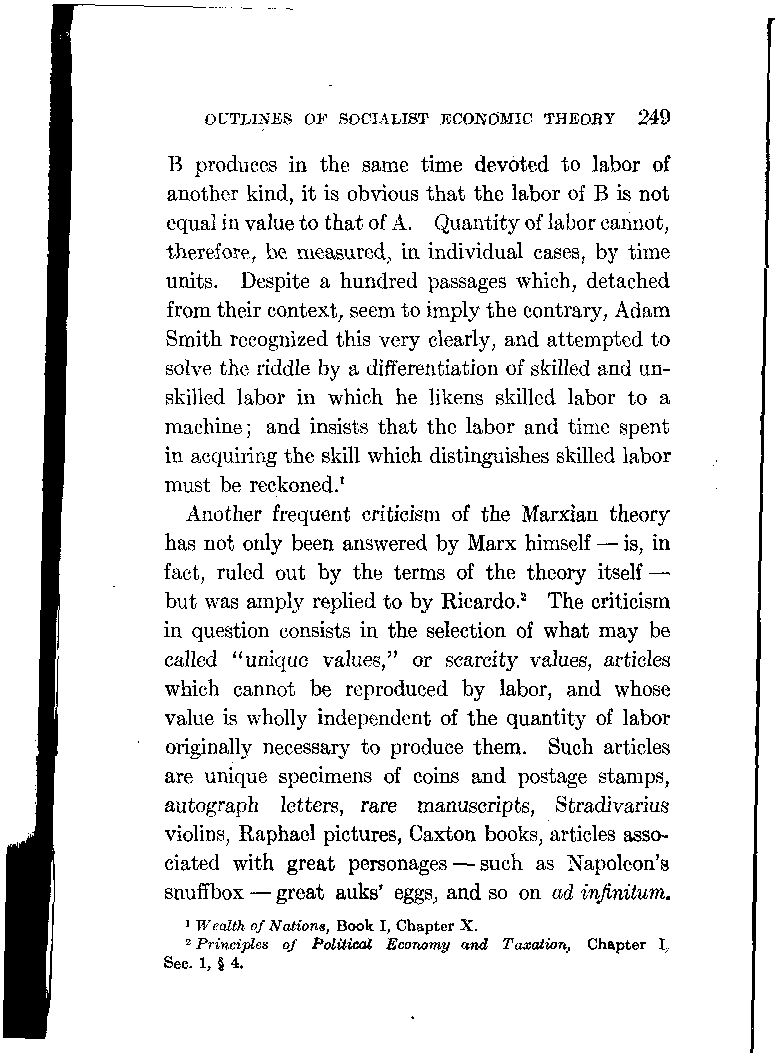 OUTLINES OF SOCIALIST ECONOMIC THEORY 249
B produces in the same time devoted to labor of
another kind, it is obvious that the labor of B is not
equal in value to that of A. Quantity of labor cannot,
therefore, be measured, in individual cases, by time
units. Despite a hundred passages which, detached
from their context, seem to imply the contrary, Adam
Smith recognized this very clearly, and attempted to
solve the riddle by a differentiation of skilled and un-
skilled labor in which he likens skilled labor to a
machine; and insists that the labor and time spent
in acquiring the skill which distinguishes skilled labor
must be reckoned.¹
Another frequent criticism of the Marxian theory
has not only been answered by Marx himself — is, in
fact, ruled out by the terms of the theory itself —
but was amply replied to by Ricardo.² The criticism
in question consists in the selection of what may be
called "unique values," or scarcity values, articles
which cannot be reproduced by labor, and whose
value is wholly independent of the quantity of labor
originally necessary to produce them. Such articles
are unique specimens of coins and postage stamps,
autograph letters, rare manuscripts, Stradivarius
violins, Raphael pictures, Caxton books, articles asso-
ciated with great personages — such as Napoleon's
snuffbox — great auks' eggs, and so on ad infinitum.
¹ Wealth of Nations, Book I, Chapter X.
² Principles of Political Economy and Taxation, Chapter I,
Sec. 1, § 4.